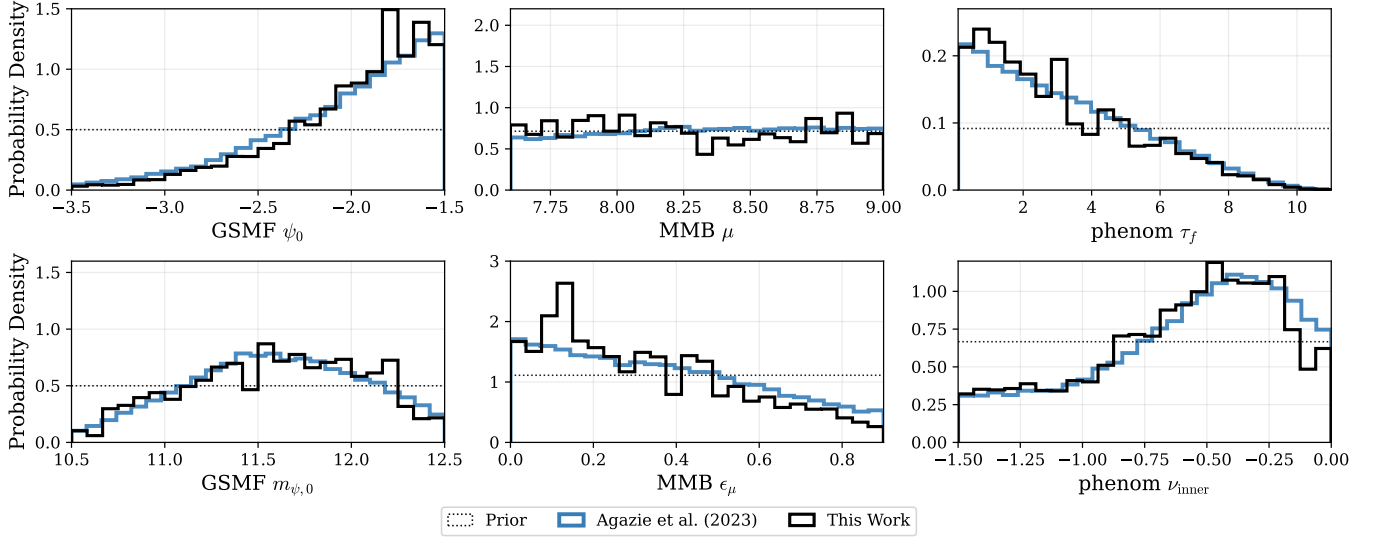 Probability Density
1.5
1.0
0.5
0.0
−3.5 −3.0 −2.5 −2.0 −1.5
GSMF ψ₀
2.0
1.5
1.0
0.5
0.0
7.75 8.00 8.25 8.50 8.75 9.00
MMB μ
0.2
0.1
0.0
2 4 6 8 10
phenom τ_f
Probability Density
1.5
1.0
0.5
0.0
10.5 11.0 11.5 12.0 12.5
GSMF m_ψ,0
3
2
1
0
0.0 0.2 0.4 0.6 0.8
MMB ϵ_μ
1.00
0.75
0.50
0.25
0.00
−1.50 −1.25 −1.00 −0.75 −0.50 −0.25 0.00
phenom ν_inner
Prior Agazie et al. (2023) This Work